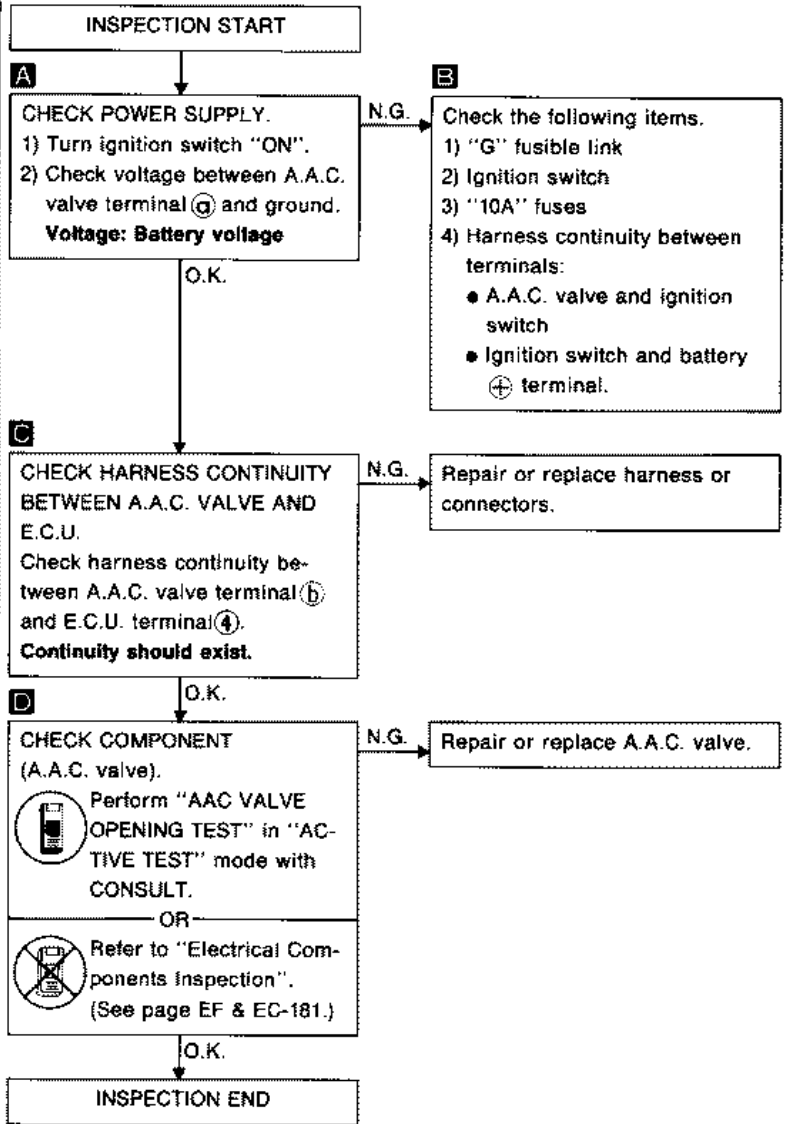 INSPECTION START
A
CHECK POWER SUPPLY.
1) Turn ignition switch "ON".
2) Check voltage between A.A.C.
valve terminal ⓐ and ground.
Voltage: Battery voltage
N.G.
B
Check the following items.
1) "G" fusible link
2) Ignition switch
3) "10A" fuses
4) Harness continuity between
terminals:
● A.A.C. valve and ignition
switch
● Ignition switch and battery
⊕ terminal.
O.K.
C
CHECK HARNESS CONTINUITY
BETWEEN A.A.C. VALVE AND
E.C.U.
Check harness continuity be-
tween A.A.C. valve terminal ⓑ
and E.C.U. terminal ④.
Continuity should exist.
N.G.
Repair or replace harness or
connectors.
O.K.
D
CHECK COMPONENT
(A.A.C. valve).
Perform "AAC VALVE
OPENING TEST" in "AC-
TIVE TEST" mode with
CONSULT.
OR
Refer to "Electrical Com-
ponents Inspection".
(See page EF & EC-181.)
N.G.
Repair or replace A.A.C. valve.
O.K.
INSPECTION END